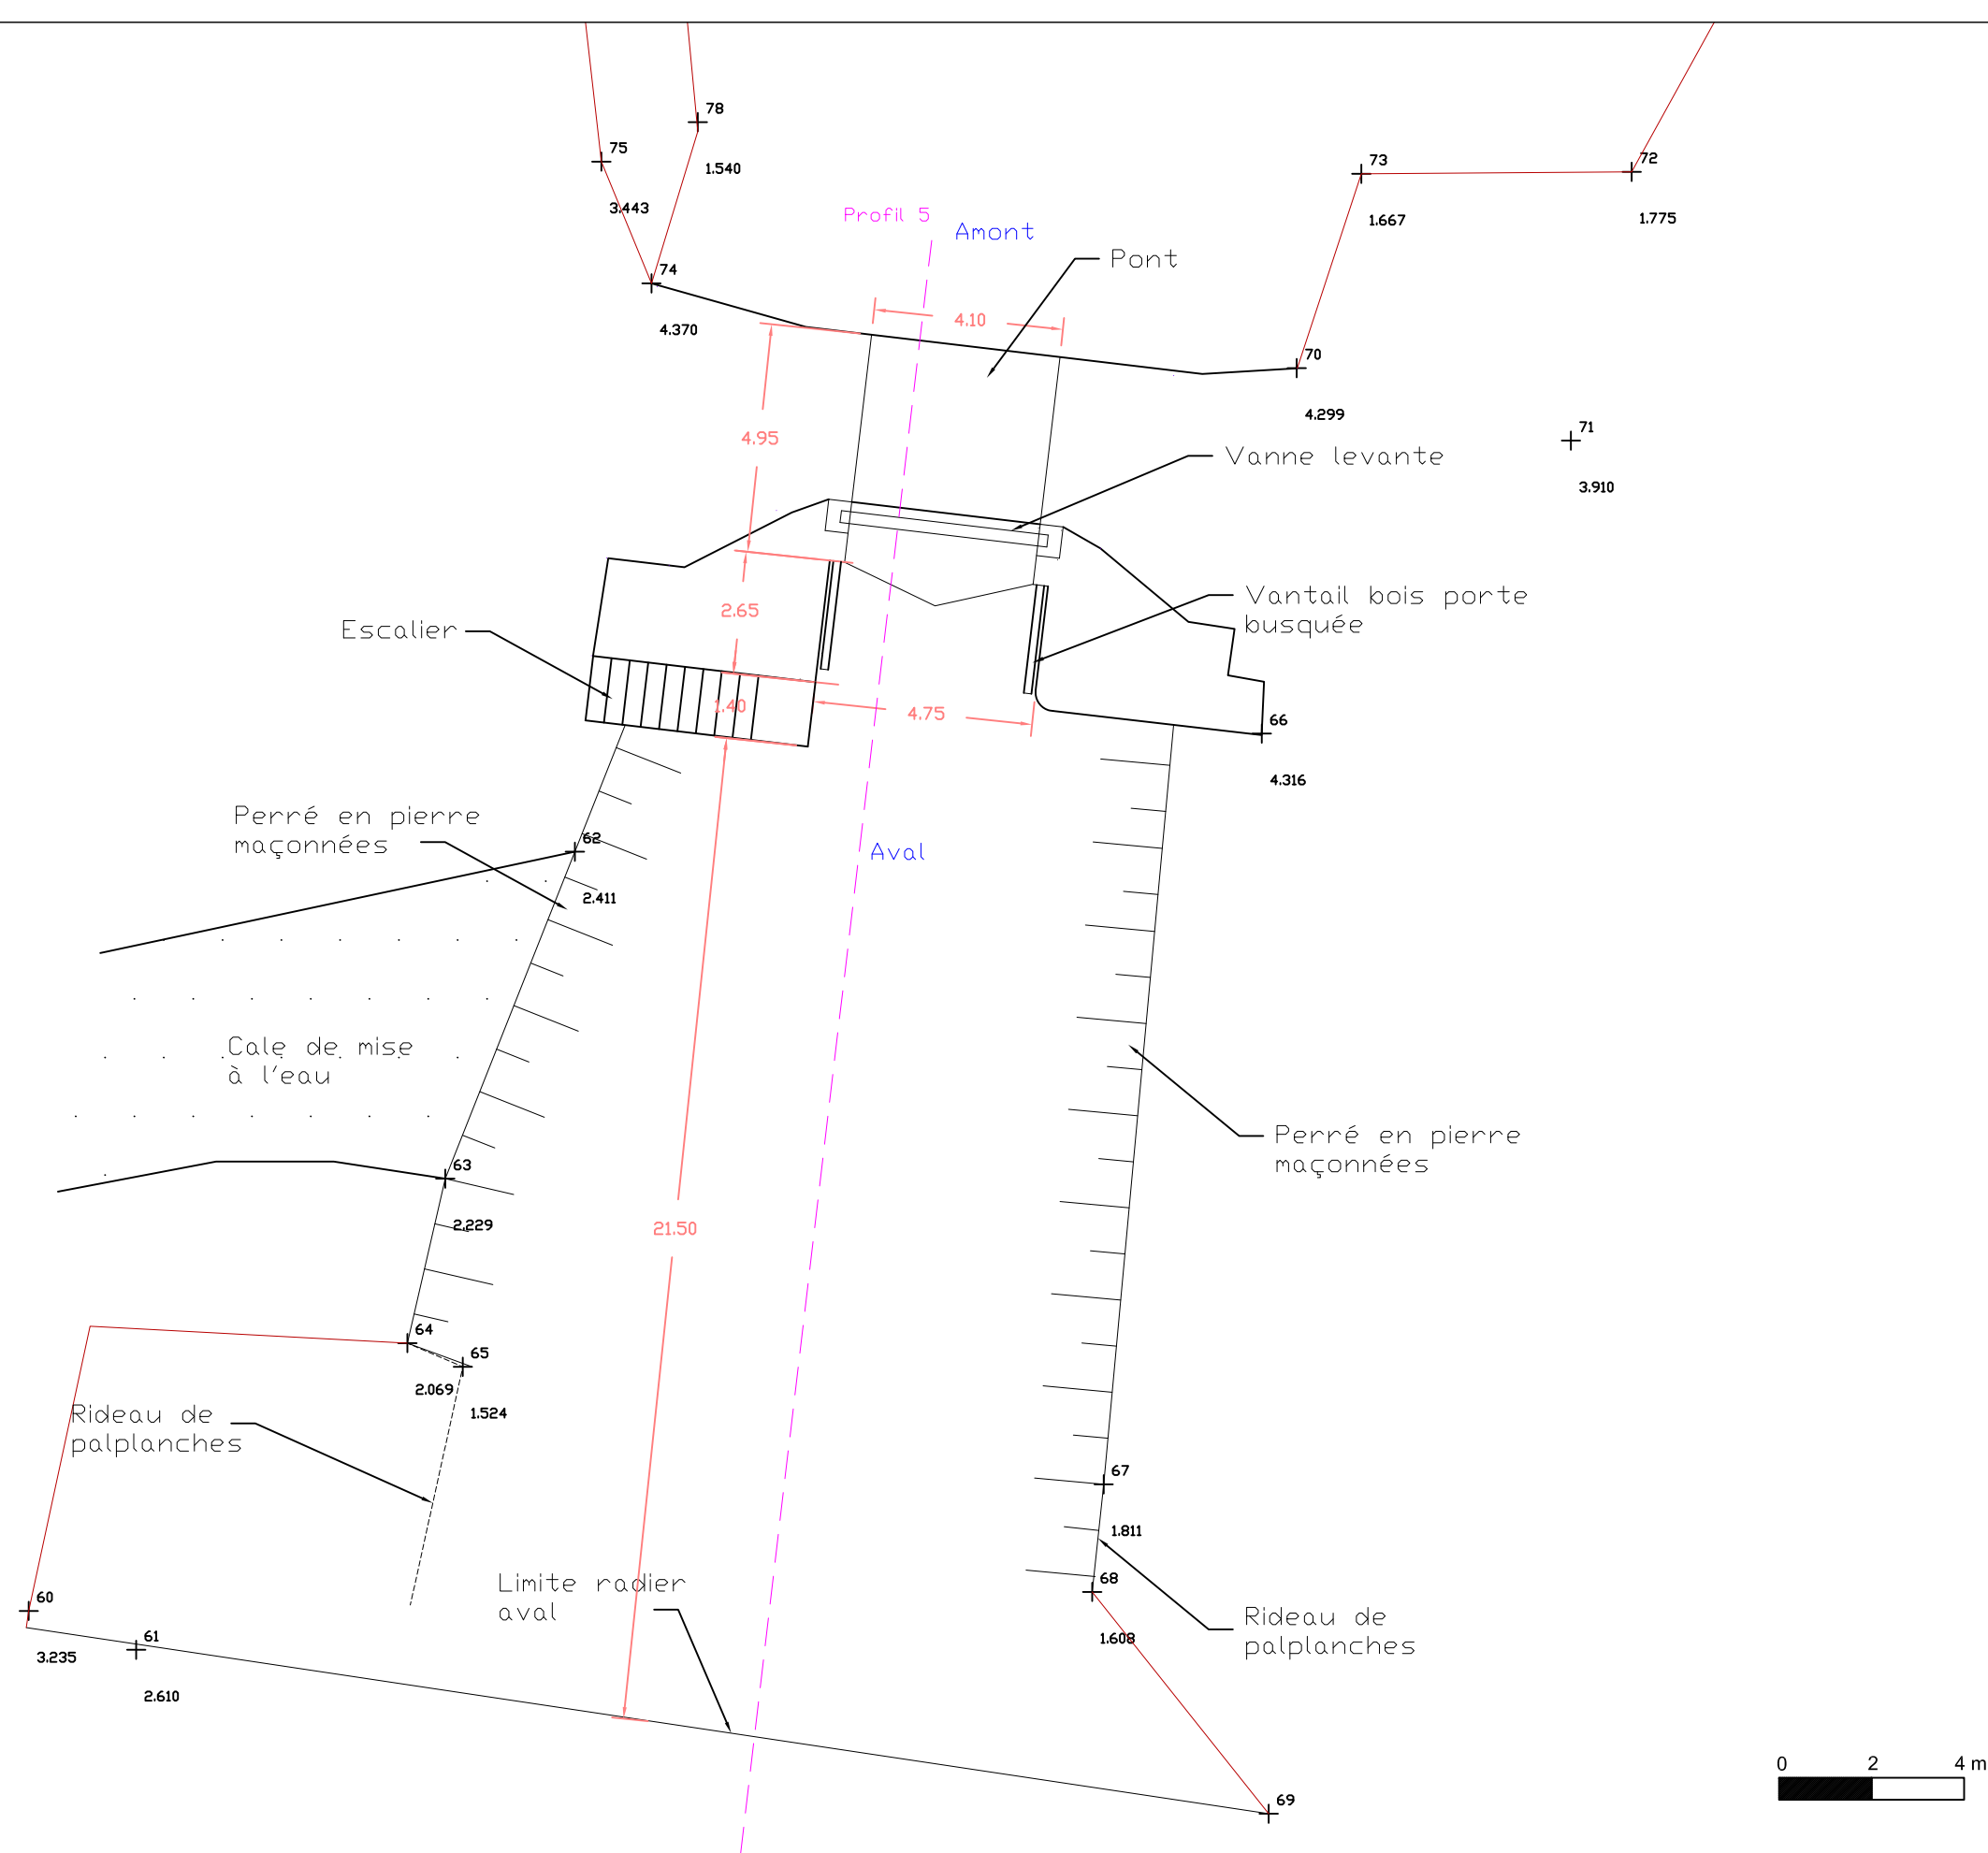 78
75
1.540
73
72
3.443
Profil 5
1.667
1.775
Amont
Pont
74
4.10
4.370
70
4.299
71
4.95
Vanne levante
3.910
Vantail bois porte
busquée
2.65
Escalier
1.40
4.75
66
4.316
Perré en pierre
maçonnées
62
Aval
2.411
Cale de mise
à l'eau
Perré en pierre
maçonnées
63
2.229
21.50
64
65
2.069
1.524
Rideau de
palplanches
67
1.811
Limite radier
aval
68
60
Rideau de
palplanches
1.608
61
3.235
2.610
0 2 4 m
69